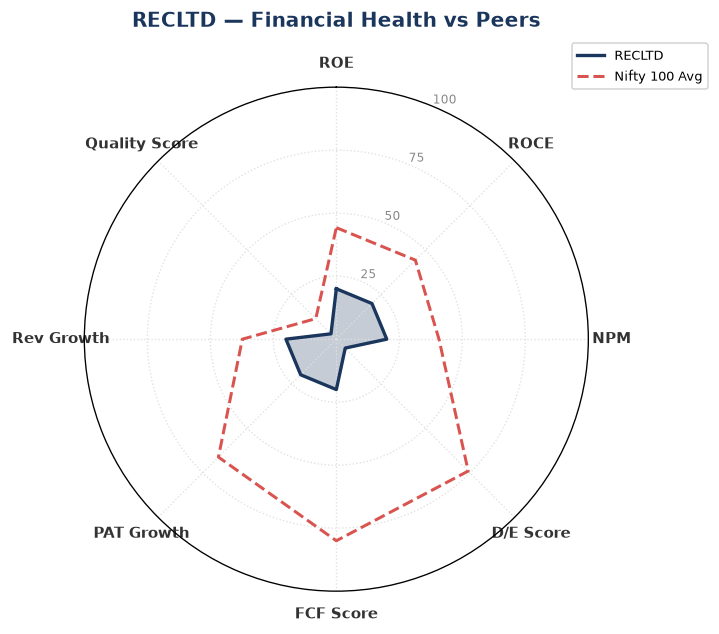 RECLTD — Financial Health vs Peers
RECLTD
Nifty 100 Avg
ROE
100
Quality Score
ROCE
75
50
25
Rev Growth
NPM
PAT Growth
D/E Score
FCF Score